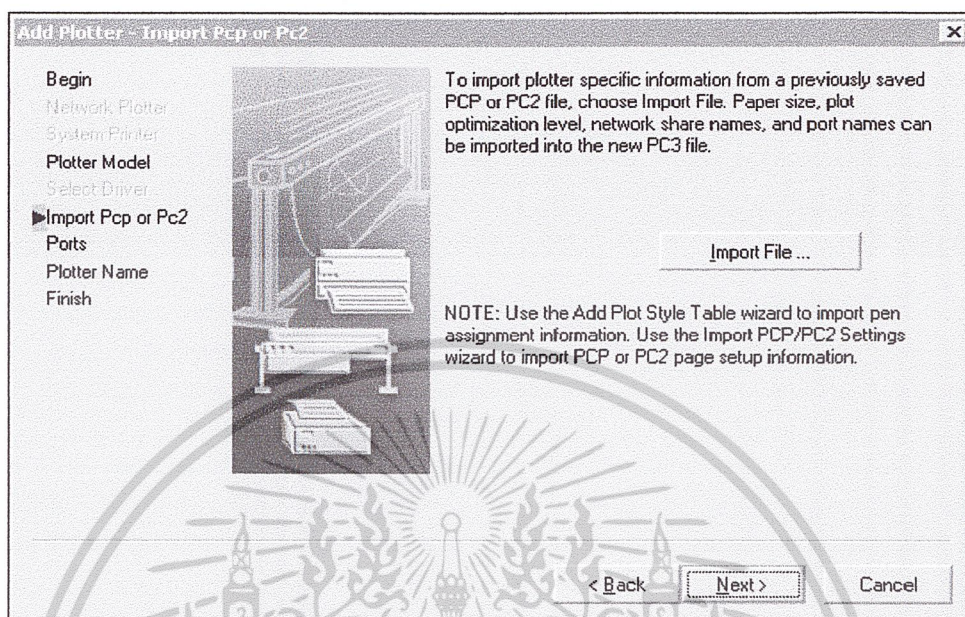 Add Plotter - Import Pcp or Pc2
Begin
Network Plotter
System Printer
Plotter Model
Select Driver
Import Pcp or Pc2
Ports
Plotter Name
Finish
To import plotter specific information from a previously saved
PCP or PC2 file, choose Import File. Paper size, plot
optimization level, network share names, and port names can
be imported into the new PC3 file.
Import File ...
NOTE: Use the Add Plot Style Table wizard to import pen
assignment information. Use the Import PCP/PC2 Settings
wizard to import PCP or PC2 page setup information.
< Back
Next >
Cancel